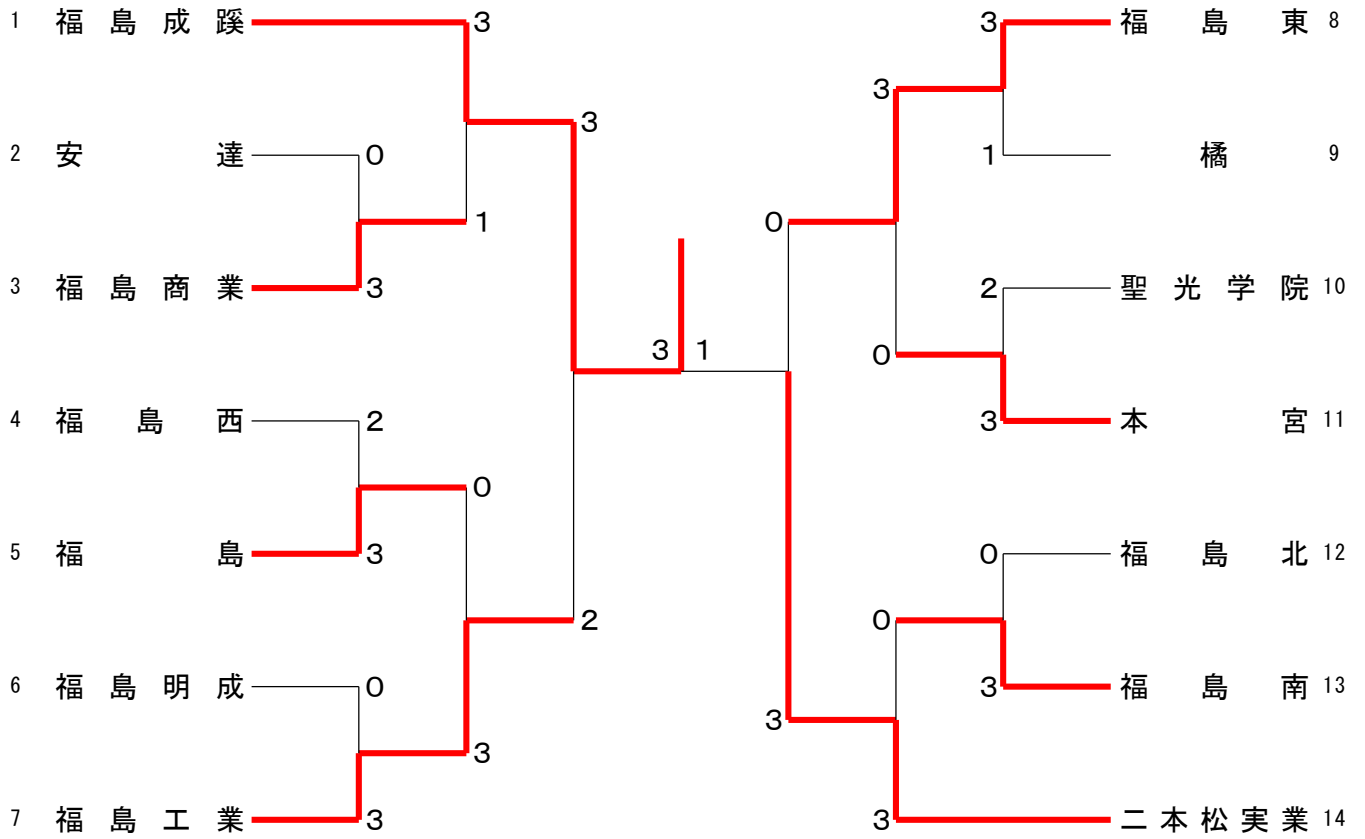 1 福島成蹊 3 3 福島東 8
3 3
2 安達 0 1 橘 9
1 0
3 福島商業 3 2 聖光学院 10
3 1 0
4 福島西 2 3 本宮 11
0
5 福島 3 0 福島北 12
2 0
6 福島明成 0 3 福島南 13
3 3
7 福島工業 3 3 二本松実業 14